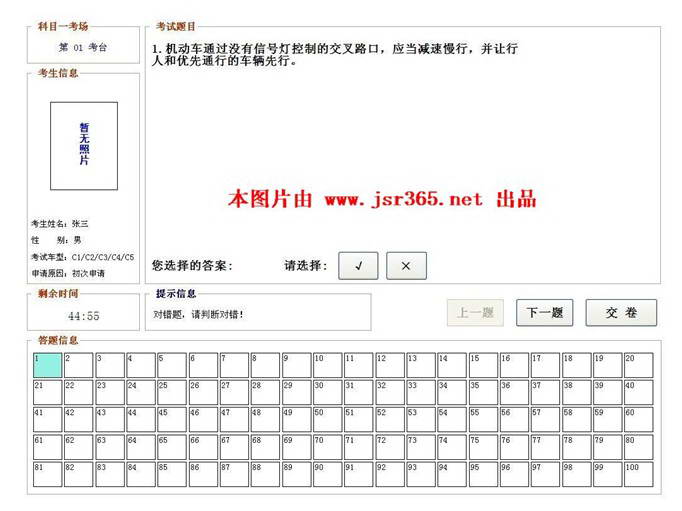 科目一考场
第 01 考台
考生信息
暂无照片
考生姓名：张三
性 别：男
考试车型：C1/C2/C3/C4/C5
申请原因：初次申请
考试题目
1.机动车通过没有信号灯控制的交叉路口，应当减速慢行，并让行
人和优先通行的车辆先行。
本图片由 www.jsr365.net 出品
您选择的答案： 请选择： √ ×
剩余时间
44:55
提示信息
对错题，请判断对错！
上一题 下一题 交 卷
答题信息
1 2 3 4 5 6 7 8 9 10 11 12 13 14 15 16 17 18 19 20
21 22 23 24 25 26 27 28 29 30 31 32 33 34 35 36 37 38 39 40
41 42 43 44 45 46 47 48 49 50 51 52 53 54 55 56 57 58 59 60
61 62 63 64 65 66 67 68 69 70 71 72 73 74 75 76 77 78 79 80
81 82 83 84 85 86 87 88 89 90 91 92 93 94 95 96 97 98 99 100